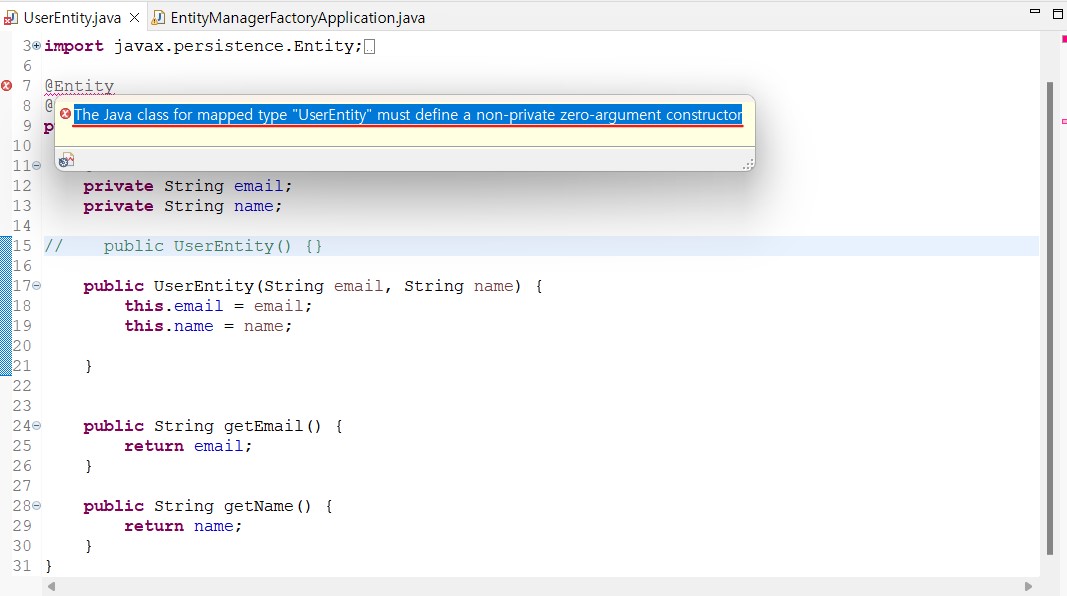 UserEntity.java
EntityManagerFactoryApplication.java
3 import javax.persistence.Entity;
6
7 @Entity
8 @
9 p
The Java class for mapped type "UserEntity" must define a non-private zero-argument constructor
10
11
12 private String email;
13 private String name;
14
15 // public UserEntity() {}
16
17 public UserEntity(String email, String name) {
18 this.email = email;
19 this.name = name;
20
21 }
22
23
24 public String getEmail() {
25 return email;
26 }
27
28 public String getName() {
29 return name;
30 }
31 }